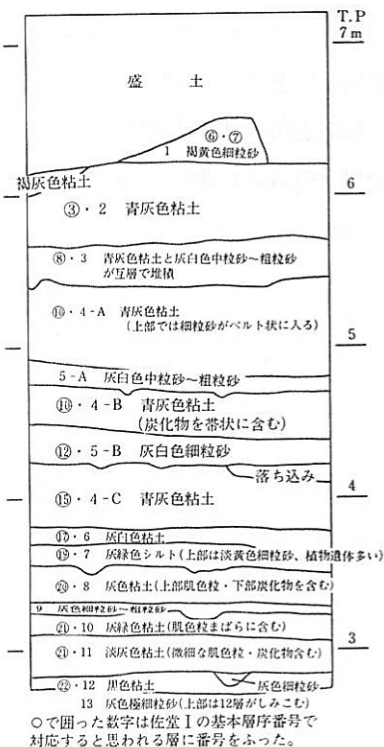 T.P
7m
盛土
⑥・⑦
1 褐黄色細粒砂
褐灰色粘土
6
③・2 青灰色粘土
⑧・3 青灰色粘土と灰白色中粒砂〜粗粒砂
が互層で堆積
⑩・4-A 青灰色粘土
(上部では細粒砂がベルト状に入る)
5
5-A 灰白色中粒砂〜粗粒砂
⑩・4-B 青灰色粘土
(炭化物を帯状に含む)
⑫・5-B 灰白色細粒砂
落ち込み
⑮・4-C 青灰色粘土
4
⑰・6 灰白色粘土
⑲・7 灰緑色シルト(上部は淡黄色細粒砂、植物遺体多い)
⑳・8 灰色粘土(上部肌色粒・下部炭化物を含む)
9 灰色細粒砂〜粗粒砂
㉑・10 灰緑色粘土(肌色粒まばらに含む)
3
㉑・11 淡灰色粘土(微細な肌色粒・炭化物含む)
㉒・12 黒色粘土
灰色細粒砂
13 灰色極細粒砂(上部は12層がしみこむ)
○で囲った数字は佐堂Ⅰの基本層序番号で
対応すると思われる層に番号をふった。